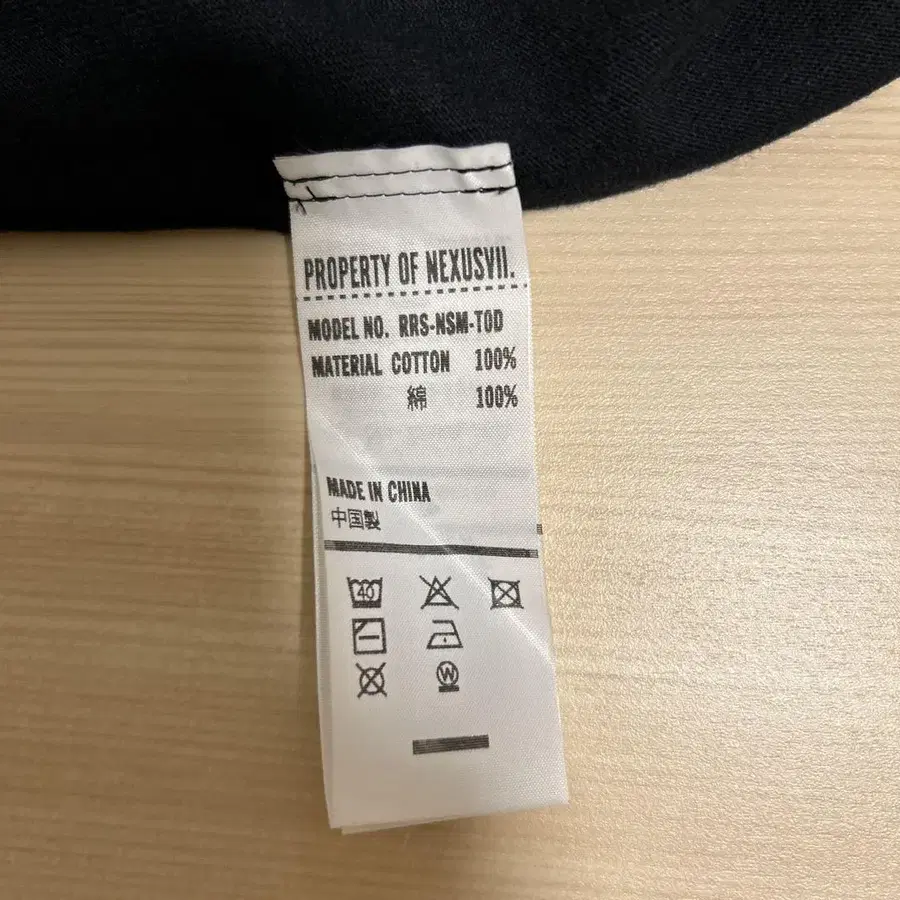 PROPERTY OF NEXUSVII.
MODEL NO. RRS-NSM-TOD
MATERIAL COTTON 100%
綿 100%
MADE IN CHINA
中国製
40
W